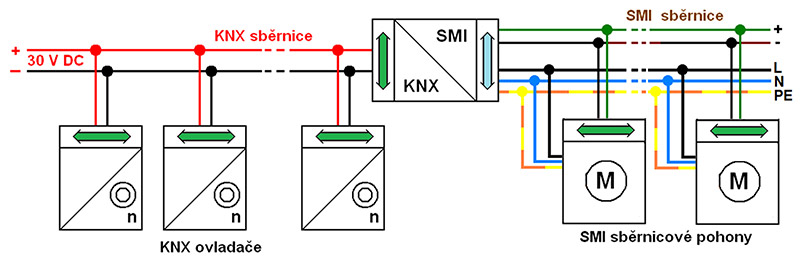 KNX sběrnice
+
30 V DC
–
SMI
KNX
SMI sběrnice
+
-
L
N
PE
n
n
n
M
M
KNX ovladače
SMI sběrnicové pohony